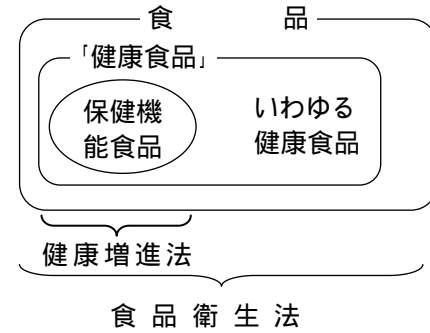 食 品
「健康食品」
保健機
能食品
いわゆる
健康食品
健康増進法
食品衛生法